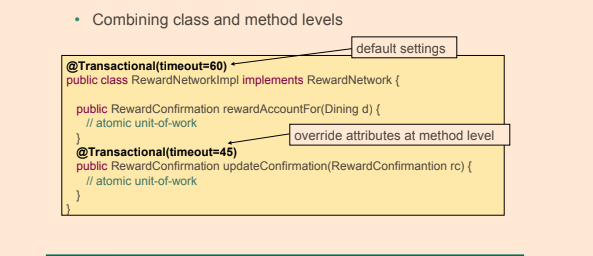 • Combining class and method levels
default settings
@Transactional(timeout=60)
public class RewardNetworkImpl implements RewardNetwork {
public RewardConfirmation rewardAccountFor(Dining d) {
// atomic unit-of-work
}
override attributes at method level
@Transactional(timeout=45)
public RewardConfirmation updateConfirmation(RewardConfirmantion rc) {
// atomic unit-of-work
}
}